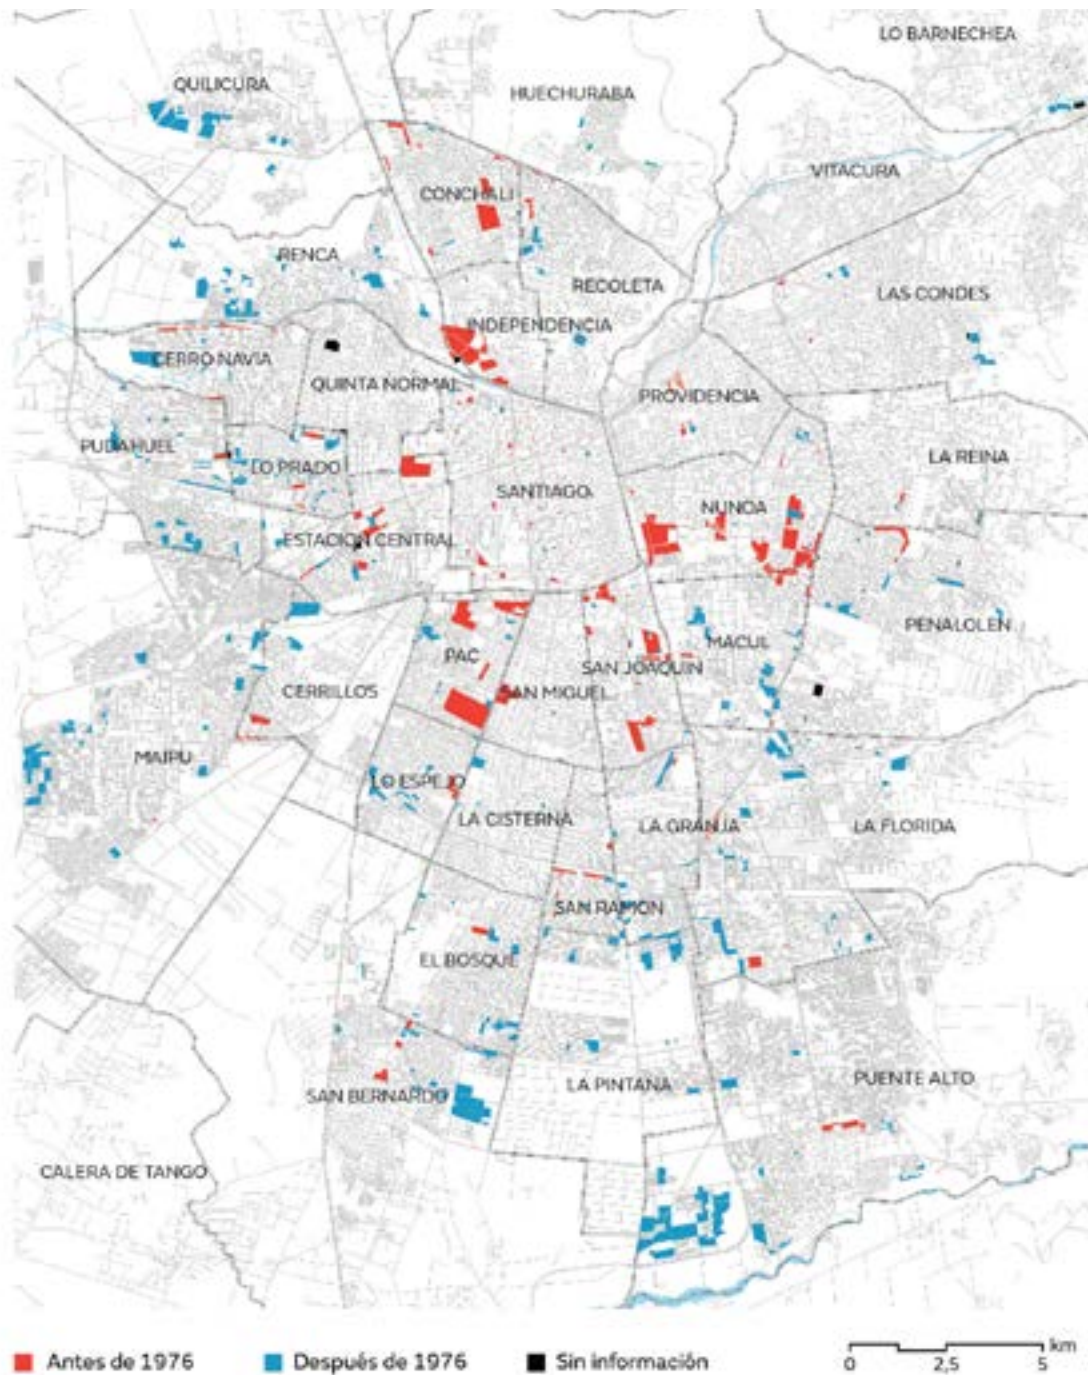 LO BARNECHEA
QUILICURA
HUECHURABA
VITACURA
CONCHALI
RENCA
RECOLETA
LAS CONDES
INDEPENDENCIA
CERRO NAVIA
QUINTA NORMAL
PROVIDENCIA
PUDAHUEL
LO PRADO
LA REINA
SANTIAGO
NUNOA
ESTACION CENTRAL
PENALOLEN
MACUL
PAC
SAN JOAQUIN
CERRILLOS
SAN MIGUEL
MAIPU
LO ESPEJO
LA CISTERNA
LA GRANJA
LA FLORIDA
SAN RAMON
EL BOSQUE
PUENTE ALTO
LA PINTANA
SAN BERNARDO
CALERA DE TANGO
Antes de 1976
Después de 1976
Sin información
km
0 2,5 5